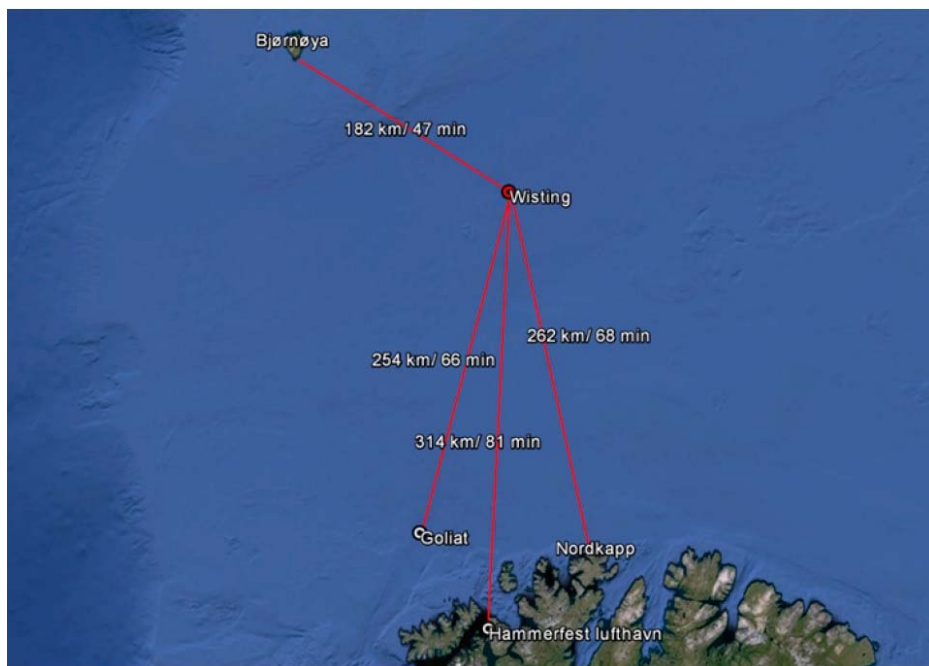 Bjørnøya
182 km/ 47 min
Wisting
262 km/ 68 min
254 km/ 66 min
314 km/ 81 min
Goliat
Nordkapp
Hammerfest lufthavn